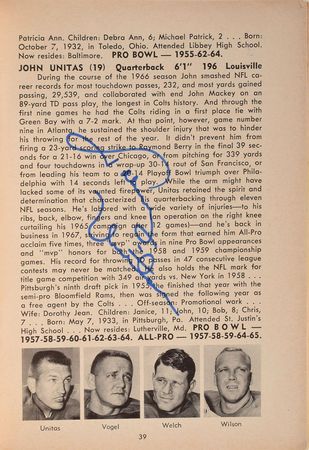 Patricia Ann. Children: Debra Ann, 6; Michael Patrick, 2 . . . Born:
October 7, 1932, in Toledo, Ohio. Attended Libbey High School.
Now resides: Baltimore. PRO BOWL — 1955-62-64.
JOHN UNITAS (19) Quarterback 6'1" 196 Louisville
During the course of the 1966 season John smashed NFL ca-
reer records for most touchdown passes, 232, and most yards gained
passing, 29,539, and collaborated with end John Mackey on an
89-yard TD pass play, the longest in Colts history. And through the
first nine games he had the Colts riding in a first place tie with
Green Bay with a 7-2 mark. At that point, however, game number
nine in Atlanta, he sustained the shoulder injury that was to hinder
his throwing the rest of the year. It didn't prevent him from
firing a 23-yard scoring strike to Raymond Berry in the final 39 sec-
onds for a 21-16 win over Chicago, from pitching for 339 yards
and four touchdowns in wrap-up 30-14 rout of San Francisco, or
from leading his team to a 20-14 Playoff Bowl triumph over Phila-
delphia with 14 seconds left to play. While the arm might have
lacked some of its vaunted firepower, Unitas retained the spirit and
determination that characterized his quarterbacking through eleven
NFL seasons. He's labored with a wide variety of injuries—to his
ribs, back, elbow, fingers and knee (an operation on the right knee
curtailing his 1965 12 games)—and he's back in
business in 1967, the form that earned him All-Pro
acclaim five times, three "mvp" awards in nine Pro Bowl appearances
and "mvp" honors both 1958 and 1959 championship
games. His record for throwing TD passes in 47 consecutive league
contests may never be matched. He also holds the NFL mark for
title game competition with 349 yards vs. New York in 1958 . . .
Pittsburgh's ninth draft pick in 1955, he finished that year with the
semi-pro Bloomfield Rams, then was signed the following year as
a free agent by the Colts . . . Off-season: Promotional work . . .
Wife: Dorothy Jean. Children: Janice, 11; John, 10; Bob, 8; Chris,
7 . . . Born: May 7, 1933, in Pittsburgh, Pa. Attended St. Justin's
High School . . . Now resides: Lutherville, Md. PRO BOWL —
1957-58-59-60-61-62-63-64. ALL-PRO — 1957-58-59-64-65.
Unitas Vogel Welch Wilson
39